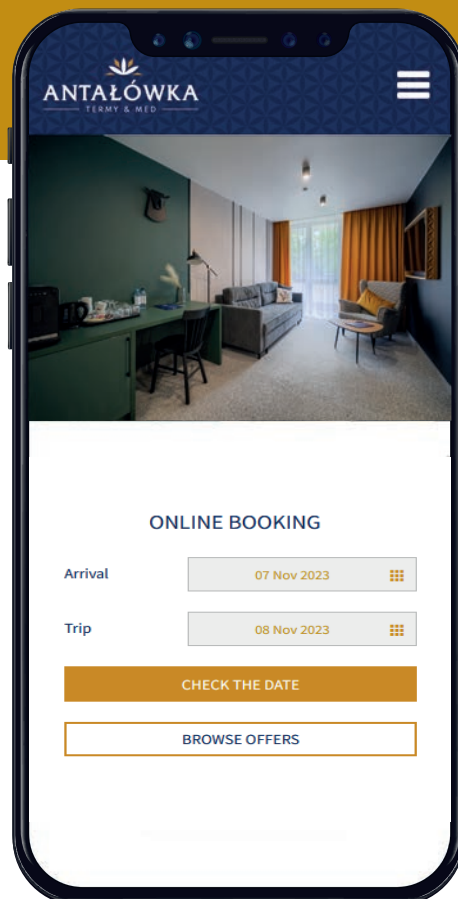 ANTAŁÓWKA
TERMY & MED
ONLINE BOOKING
Arrival
07 Nov 2023
Trip
08 Nov 2023
CHECK THE DATE
BROWSE OFFERS